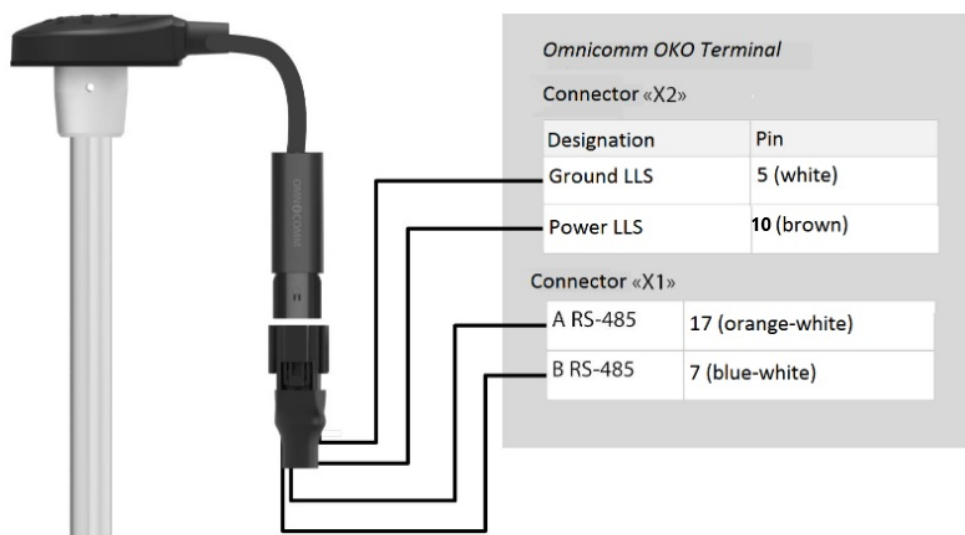 Omnicomm OKO Terminal
Connector «X2»
Designation Pin
Ground LLS 5 (white)
Power LLS 10 (brown)
Connector «X1»
A RS-485 17 (orange-white)
B RS-485 7 (blue-white)
OMNICOMM